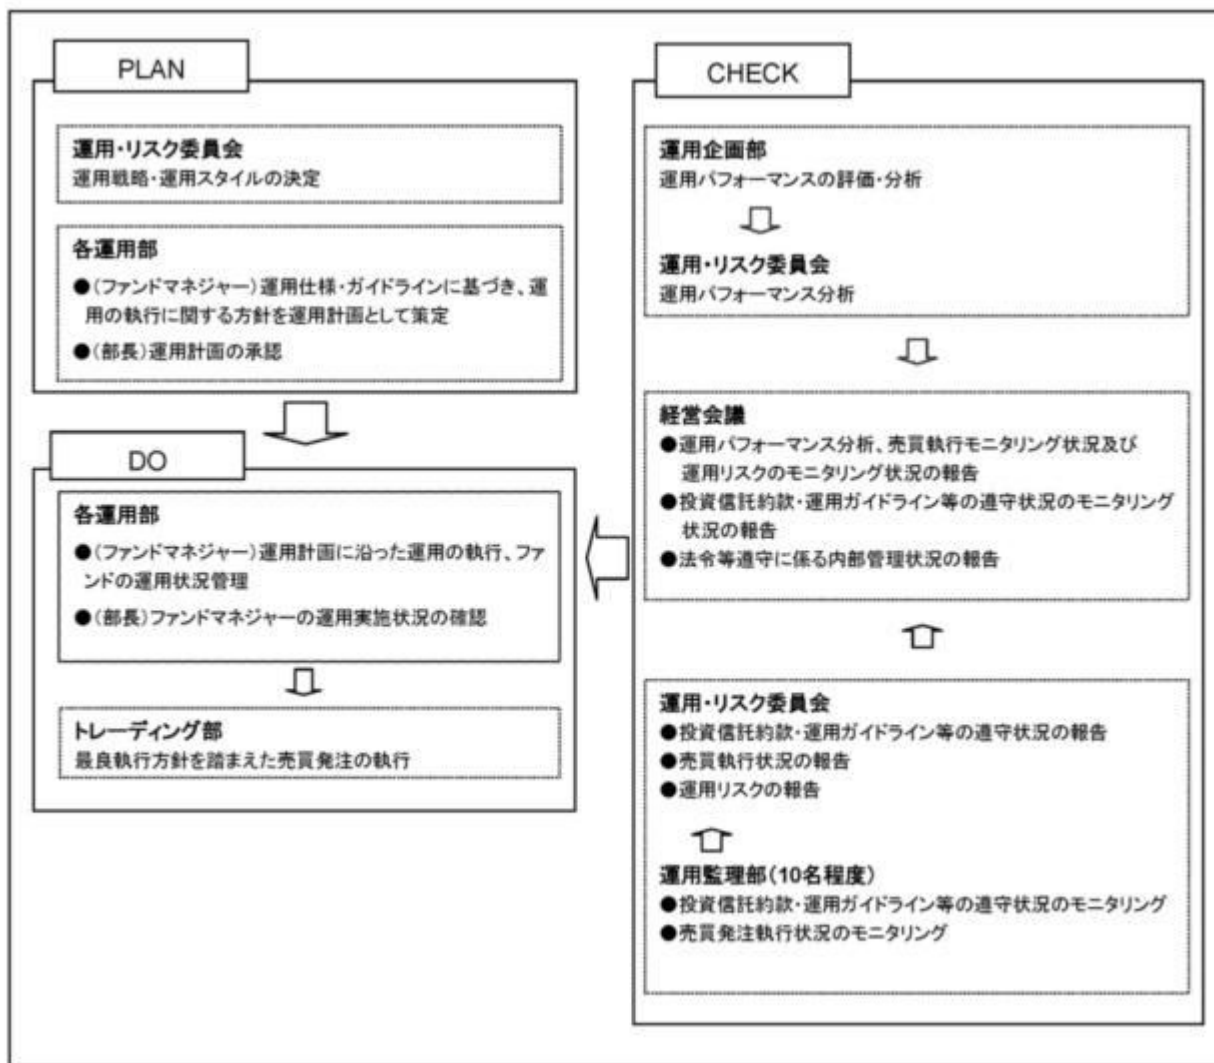 PLAN
運用・リスク委員会
運用戦略・運用スタイルの決定
各運用部
●(ファンドマネジャー)運用仕様・ガイドラインに基づき、運
用の執行に関する方針を運用計画として策定
●(部長)運用計画の承認
DO
各運用部
●(ファンドマネジャー)運用計画に沿った運用の執行、ファ
ンドの運用状況管理
●(部長)ファンドマネジャーの運用実施状況の確認
トレーディング部
最良執行方針を踏まえた売買発注の執行
CHECK
運用企画部
運用パフォーマンスの評価・分析
運用・リスク委員会
運用パフォーマンス分析
経営会議
●運用パフォーマンス分析、売買執行モニタリング状況及び
運用リスクのモニタリング状況の報告
●投資信託約款・運用ガイドライン等の遵守状況のモニタリング
状況の報告
●法令等遵守に係る内部管理状況の報告
運用・リスク委員会
●投資信託約款・運用ガイドライン等の遵守状況の報告
●売買執行状況の報告
●運用リスクの報告
運用監理部(10名程度)
●投資信託約款・運用ガイドライン等の遵守状況のモニタリング
●売買発注執行状況のモニタリング